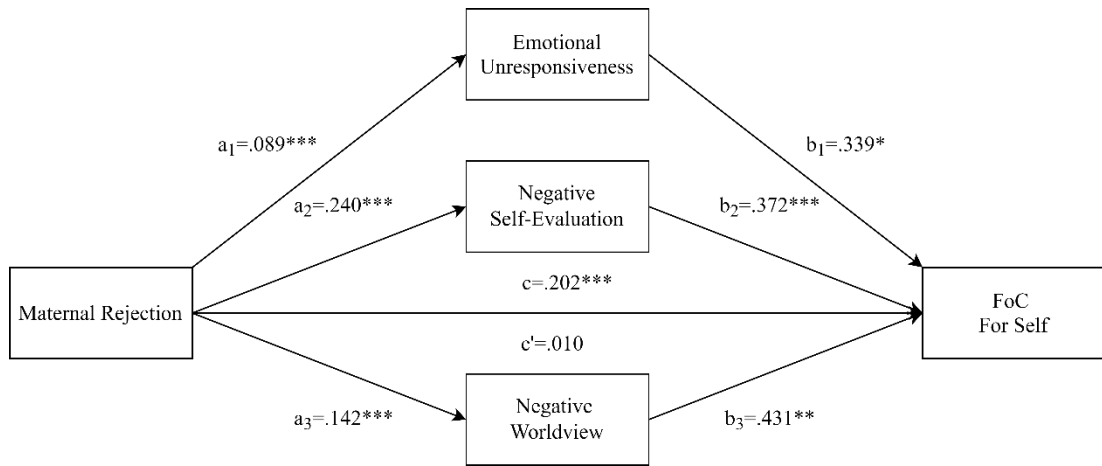 Emotional
Unresponsiveness
a₁=.089***
b₁=.339*
Negative
Self-Evaluation
a₂=.240***
b₂=.372***
Maternal Rejection
c=.202***
c'=.010
FoC
For Self
Negative
Worldview
a₃=.142***
b₃=.431**